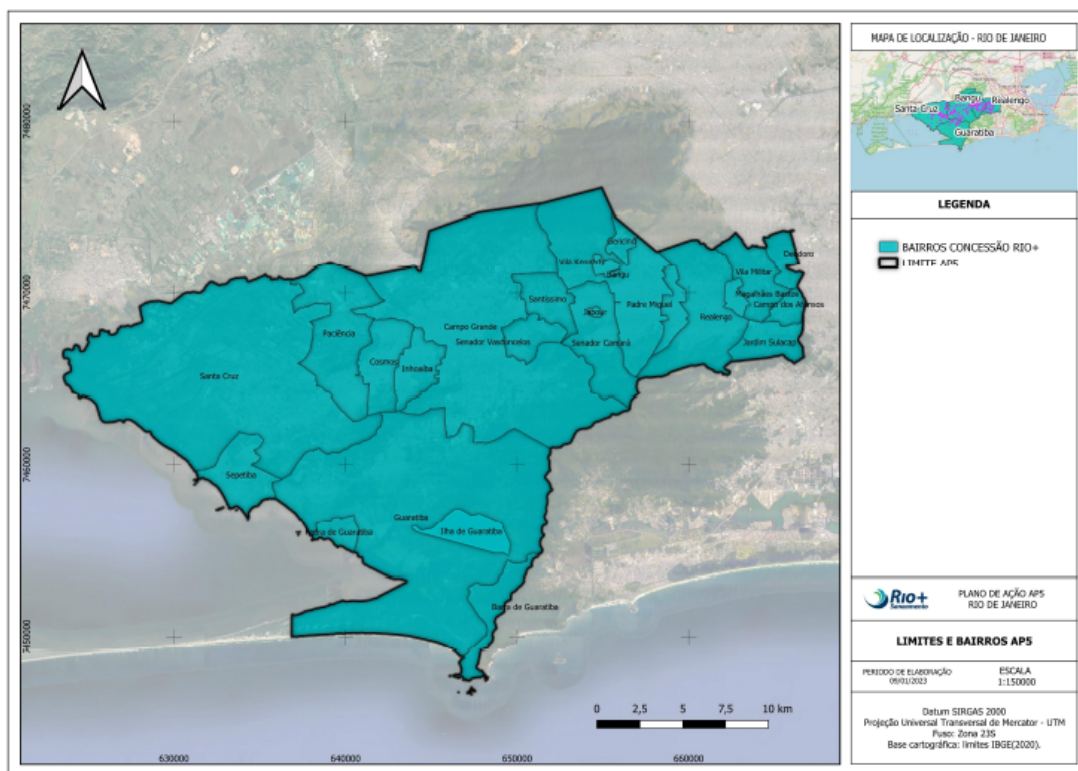 MAPA DE LOCALIZAÇÃO - RIO DE JANEIRO
Bangu
Realengo
Santa Cruz
Guaratiba
LEGENDA
BAIRROS CONCESSÃO RIO+
LIMITE AP5
7480000
7470000
7460000
7450000
630000
640000
650000
660000
Gericinó
Deodoro
Vila Kennedy
Vila Militar
Bangu
Magalhães Bastos
Campo dos Afonsos
Santíssimo
Jabour
Padre Miguel
Realengo
Paciência
Campo Grande
Senador Vasconcelos
Senador Camará
Jardim Sulacap
Cosmos
Inhoaíba
Santa Cruz
Sepetiba
Guaratiba
Pedra de Guaratiba
Ilha de Guaratiba
Barra de Guaratiba
0 2,5 5 7,5 10 km
Rio+
Saneamento
PLANO DE AÇÃO AP5
RIO DE JANEIRO
LIMITES E BAIRROS AP5
PERIODO DE ELABORAÇÃO
09/01/2023
ESCALA
1:150000
Datum SIRGAS 2000
Projeção Universal Transversal de Mercator - UTM
Fuso: Zona 23S
Base cartográfica: limites IBGE(2020).